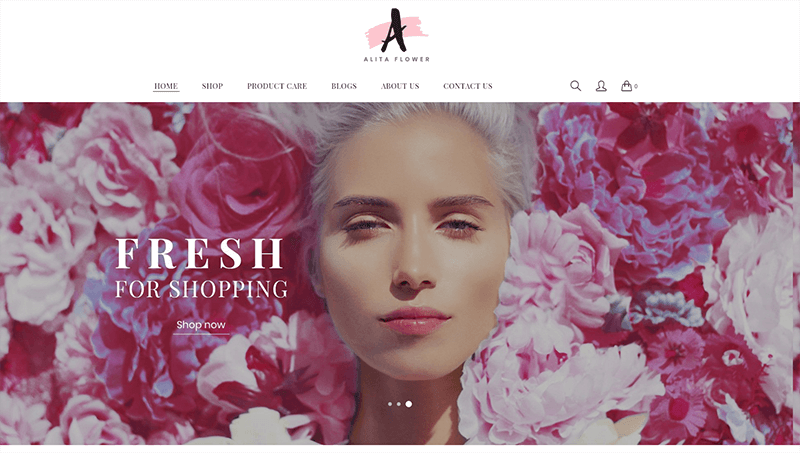 A
ALITA FLOWER
HOME SHOP PRODUCT CARE BLOGS ABOUT US CONTACT US 0
FRESH
FOR SHOPPING
Shop now